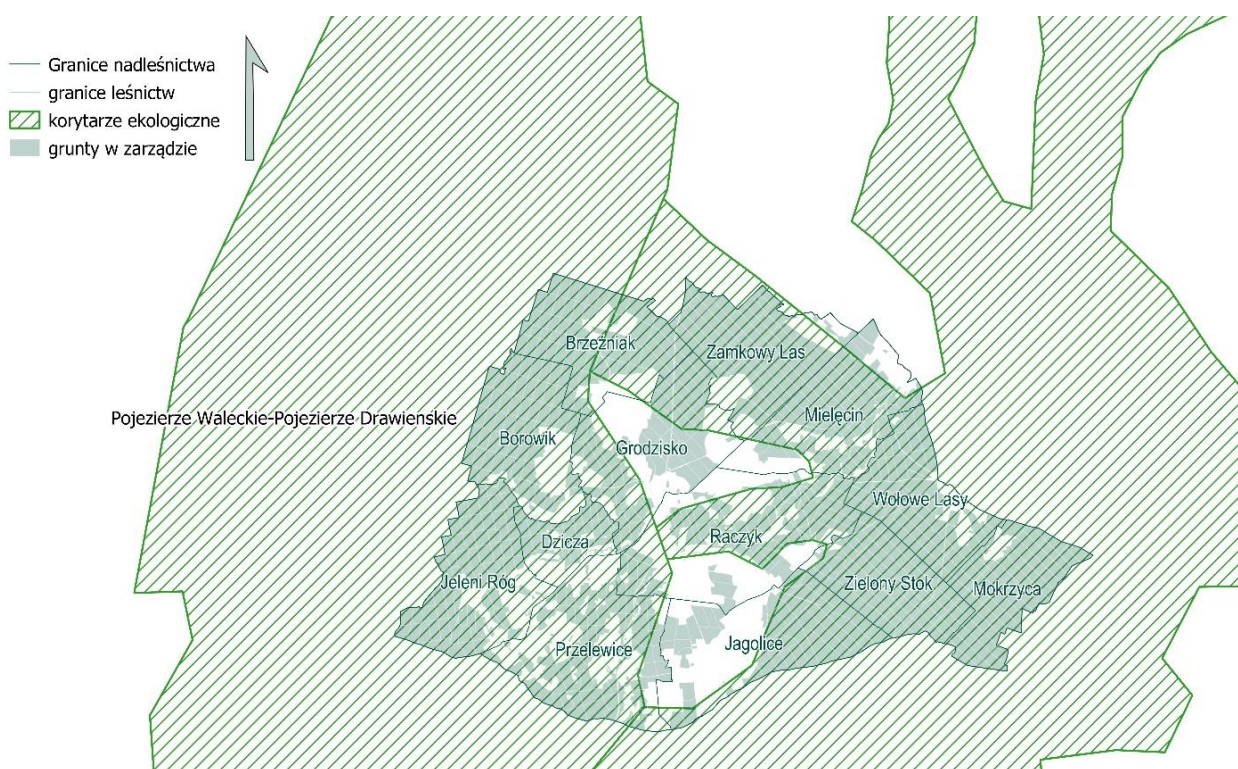 Granice nadleśnictwa
granice leśnictw
korytarze ekologiczne
grunty w zarządzie
Brzeźniak
Zamkowy Las
Pojezierze Wałeckie-Pojezierze Drawienskie
Mielęcin
Borowik
Grodzisko
Wołowe Lasy
Dzicza
Raczyk
Jeleni Róg
Zielony Stok
Mokrzyca
Przelewice
Jagolice